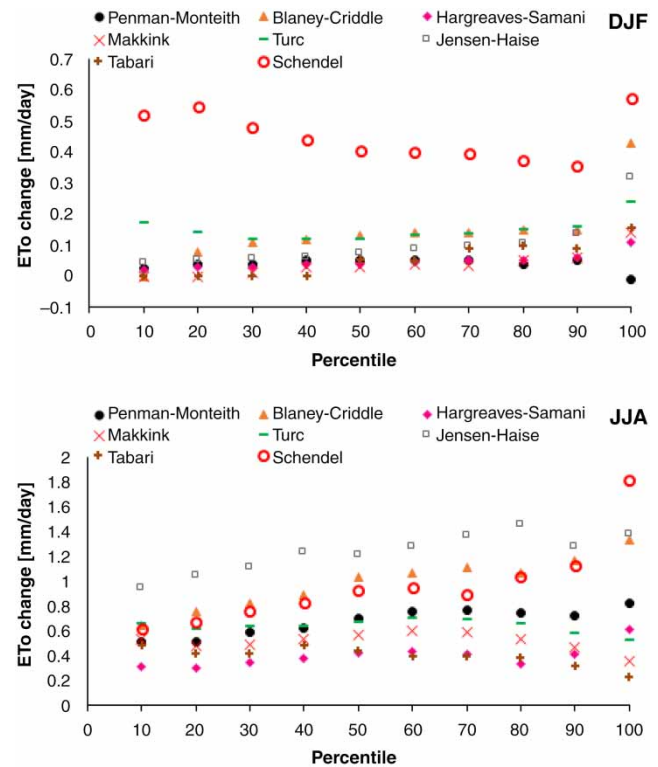 Penman-Monteith Blaney-Criddle Hargreaves-Samani DJF
Makkink Turc Jensen-Haise
Tabari Schendel
0.7
0.6
0.5
0.4
0.3
0.2
0.1
0
–0.1
ETo change [mm/day]
0 10 20 30 40 50 60 70 80 90 100
Percentile
Penman-Monteith Blaney-Criddle Hargreaves-Samani JJA
Makkink Turc Jensen-Haise
Tabari Schendel
2
1.8
1.6
1.4
1.2
1
0.8
0.6
0.4
0.2
0
ETo change [mm/day]
0 10 20 30 40 50 60 70 80 90 100
Percentile